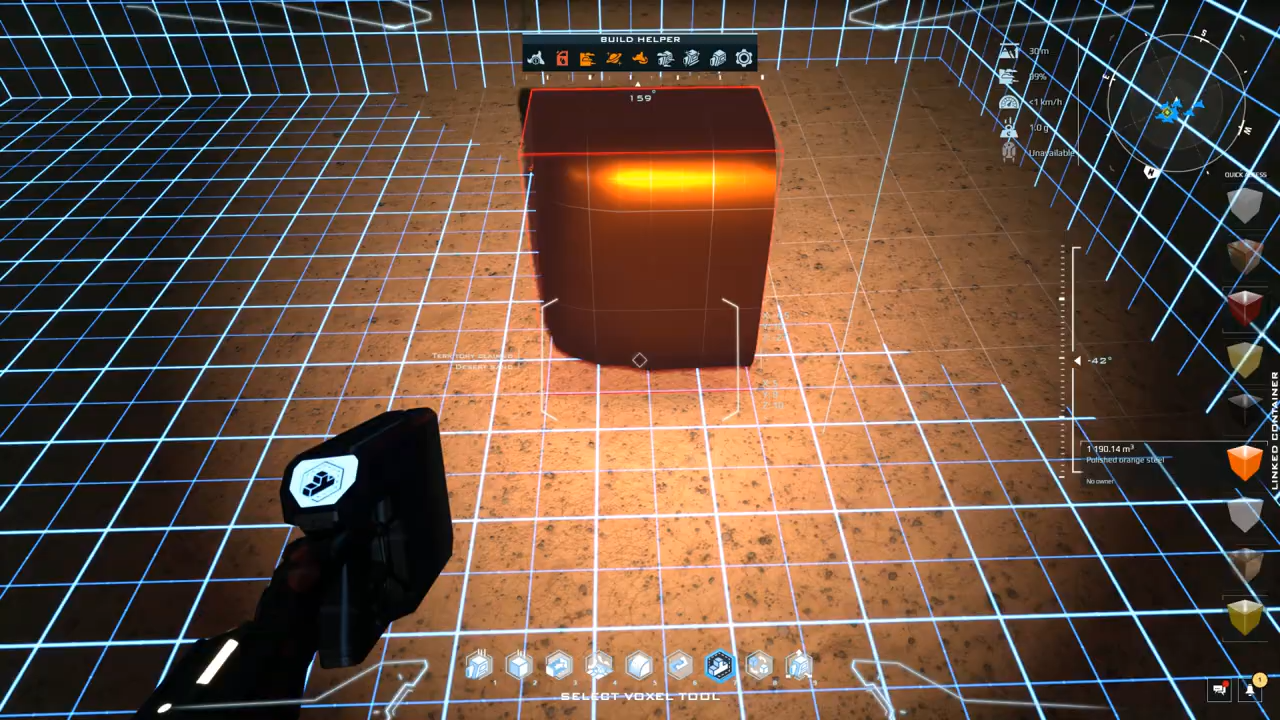 BUILD HELPER
159°
30 m
<1 km/h
1.0 g
Unavailable
S
W
N
QUICK ACCESS
TERRITORY CLAIMED
DESERT SAND
-42°
1 190.14 m³
Polished orange steel
No owner
LINKED CONTAINER
1
SELECT VOXEL TOOL